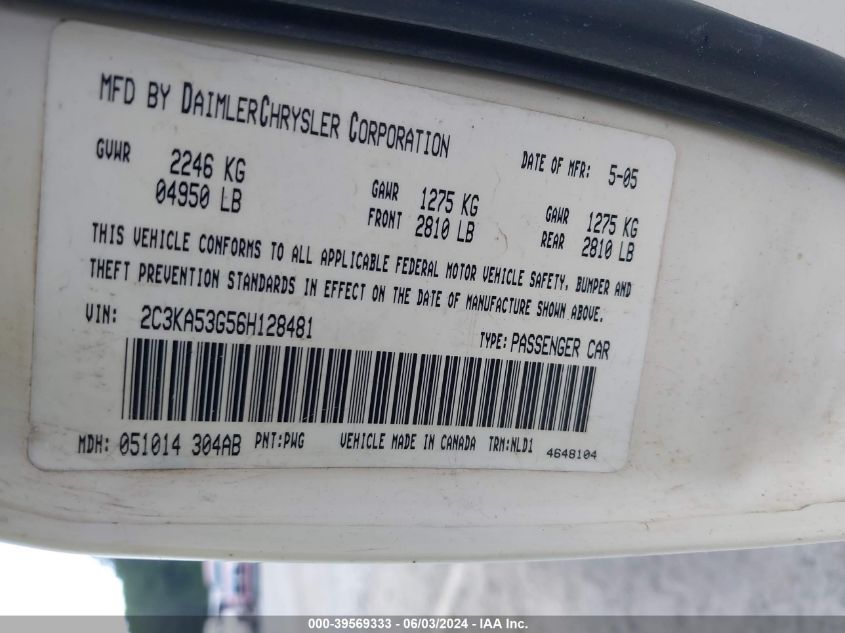 MFD BY DAIMLERCHRYSLER CORPORATION
DATE OF MFR: 5-05
GVWR 2246 KG
04950 LB
GAWR FRONT 1275 KG
2810 LB
GAWR REAR 1275 KG
2810 LB
THIS VEHICLE CONFORMS TO ALL APPLICABLE FEDERAL MOTOR VEHICLE SAFETY, BUMPER AND
THEFT PREVENTION STANDARDS IN EFFECT ON THE DATE OF MANUFACTURE SHOWN ABOVE.
VIN: 2C3KA53G56H128481
TYPE: PASSENGER CAR
MDH: 051014 304AB PNT:PWG VEHICLE MADE IN CANADA TRM:NLD1
4648104
000-39569333 - 06/03/2024 - IAA Inc.